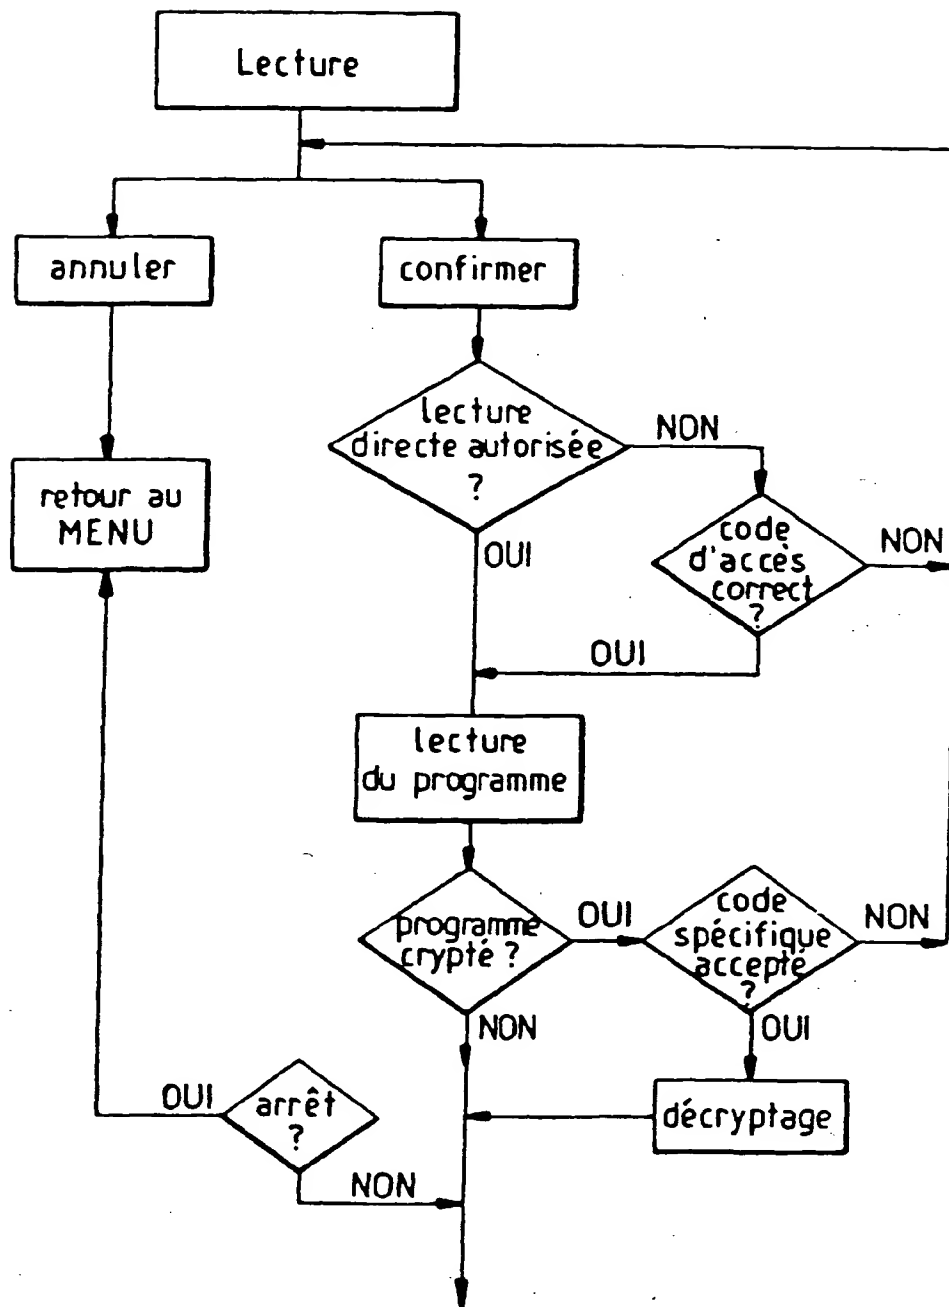 Lecture
annuler
confirmer
lecture
directe autorisée
?
NON
OUI
retour au
MENU
code
d'accès
correct
?
NON
OUI
lecture
du programme
programme
crypté ?
OUI
NON
code
spécifique
accepté
?
NON
OUI
décryptage
arrêt
?
OUI
NON